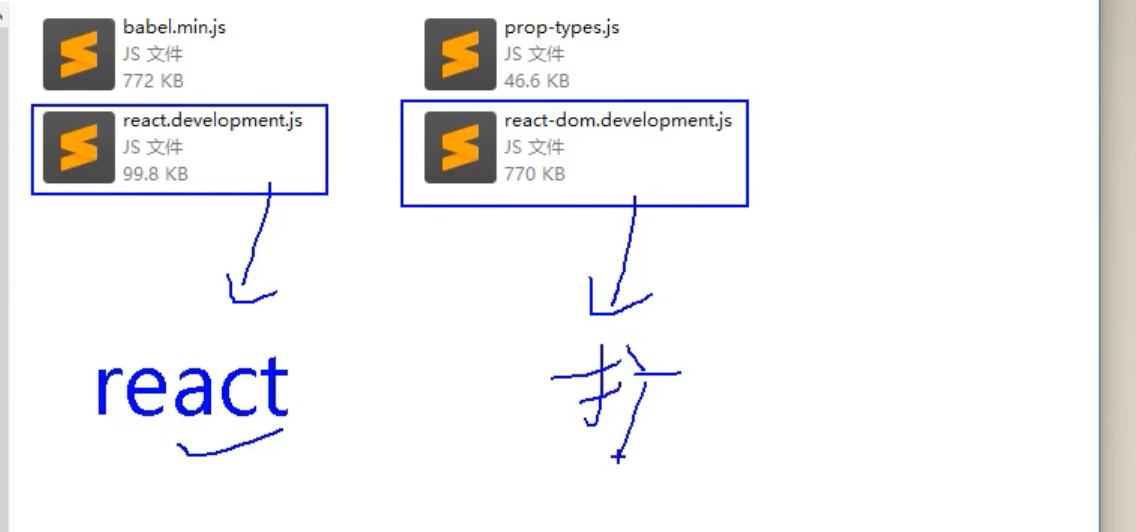 babel.min.js
JS 文件
772 KB
prop-types.js
JS 文件
46.6 KB
react.development.js
JS 文件
99.8 KB
react-dom.development.js
JS 文件
770 KB
react
扩